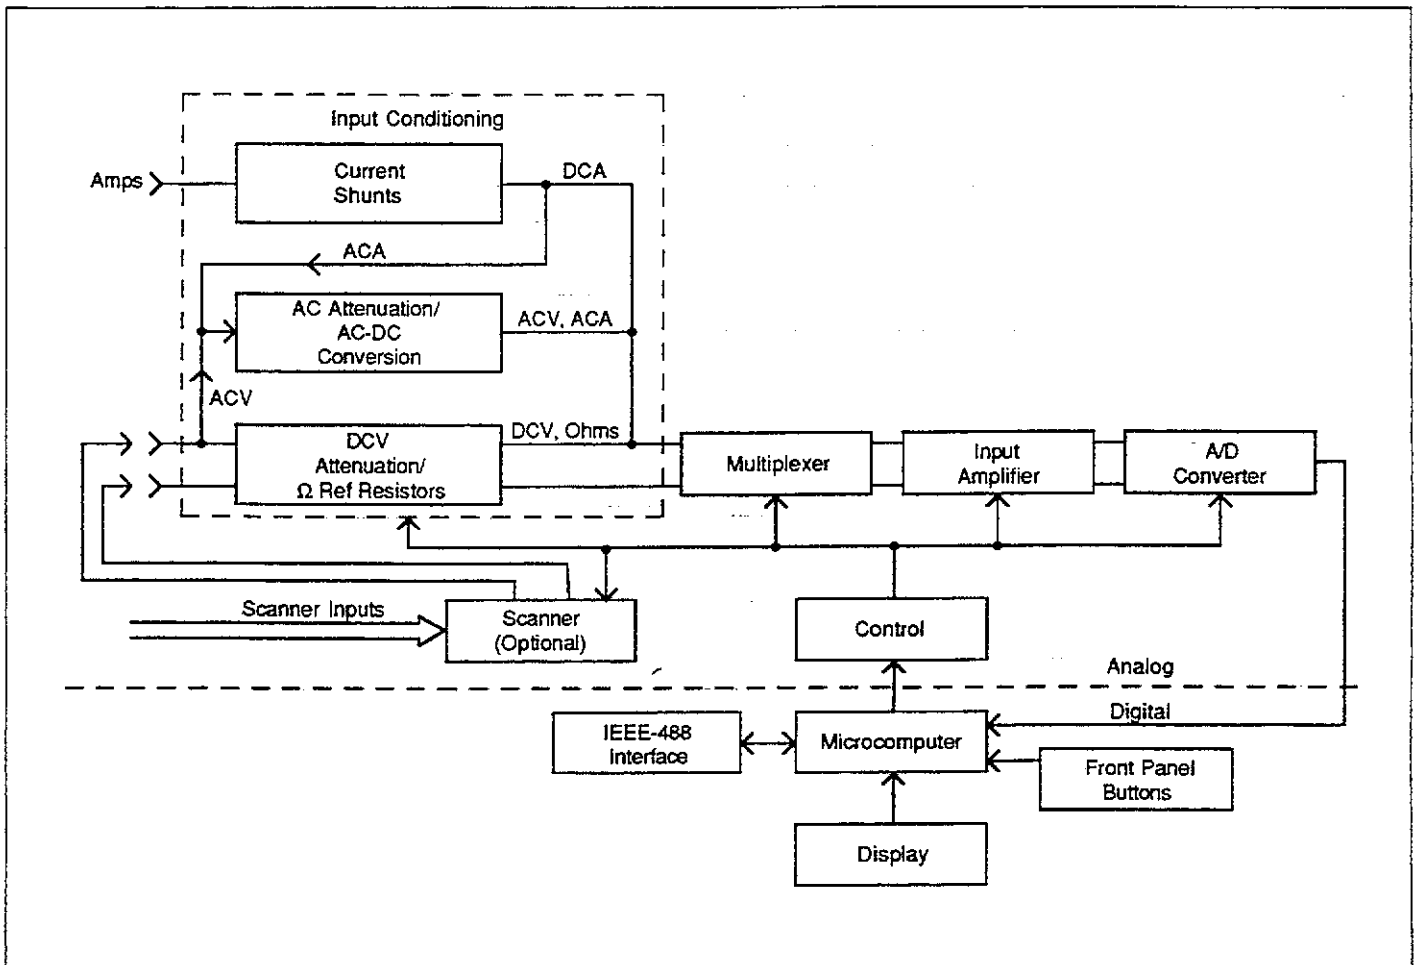 Input Conditioning
Amps
Current
Shunts
DCA
ACA
AC Attenuation/
AC-DC
Conversion
ACV, ACA
ACV
DCV
Attenuation/
Ω Ref Resistors
DCV, Ohms
Multiplexer
Input
Amplifier
A/D
Converter
Scanner Inputs
Scanner
(Optional)
Control
Analog
Digital
IEEE-488
Interface
Microcomputer
Front Panel
Buttons
Display